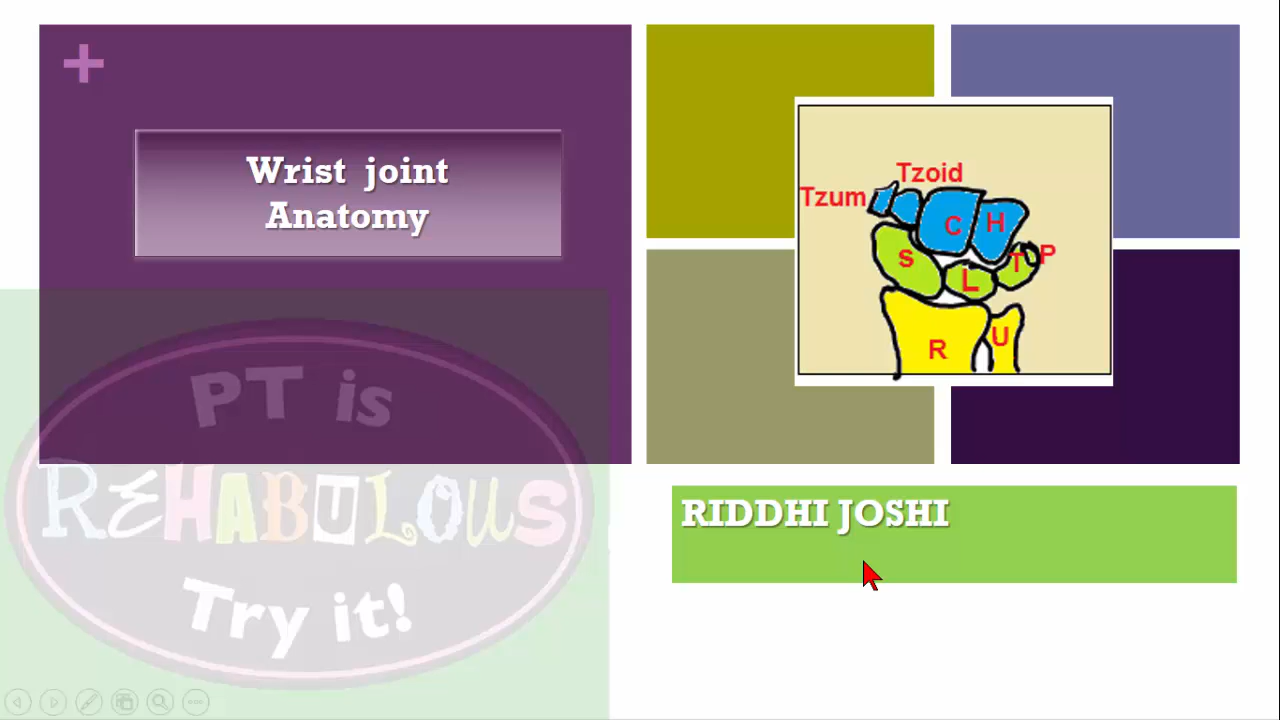 +
Wrist joint
Anatomy
Tzoid
Tzum
C
H
S
L
T
P
R
U
PT is
REHABULOUS
Try it!
RIDDHI JOSHI